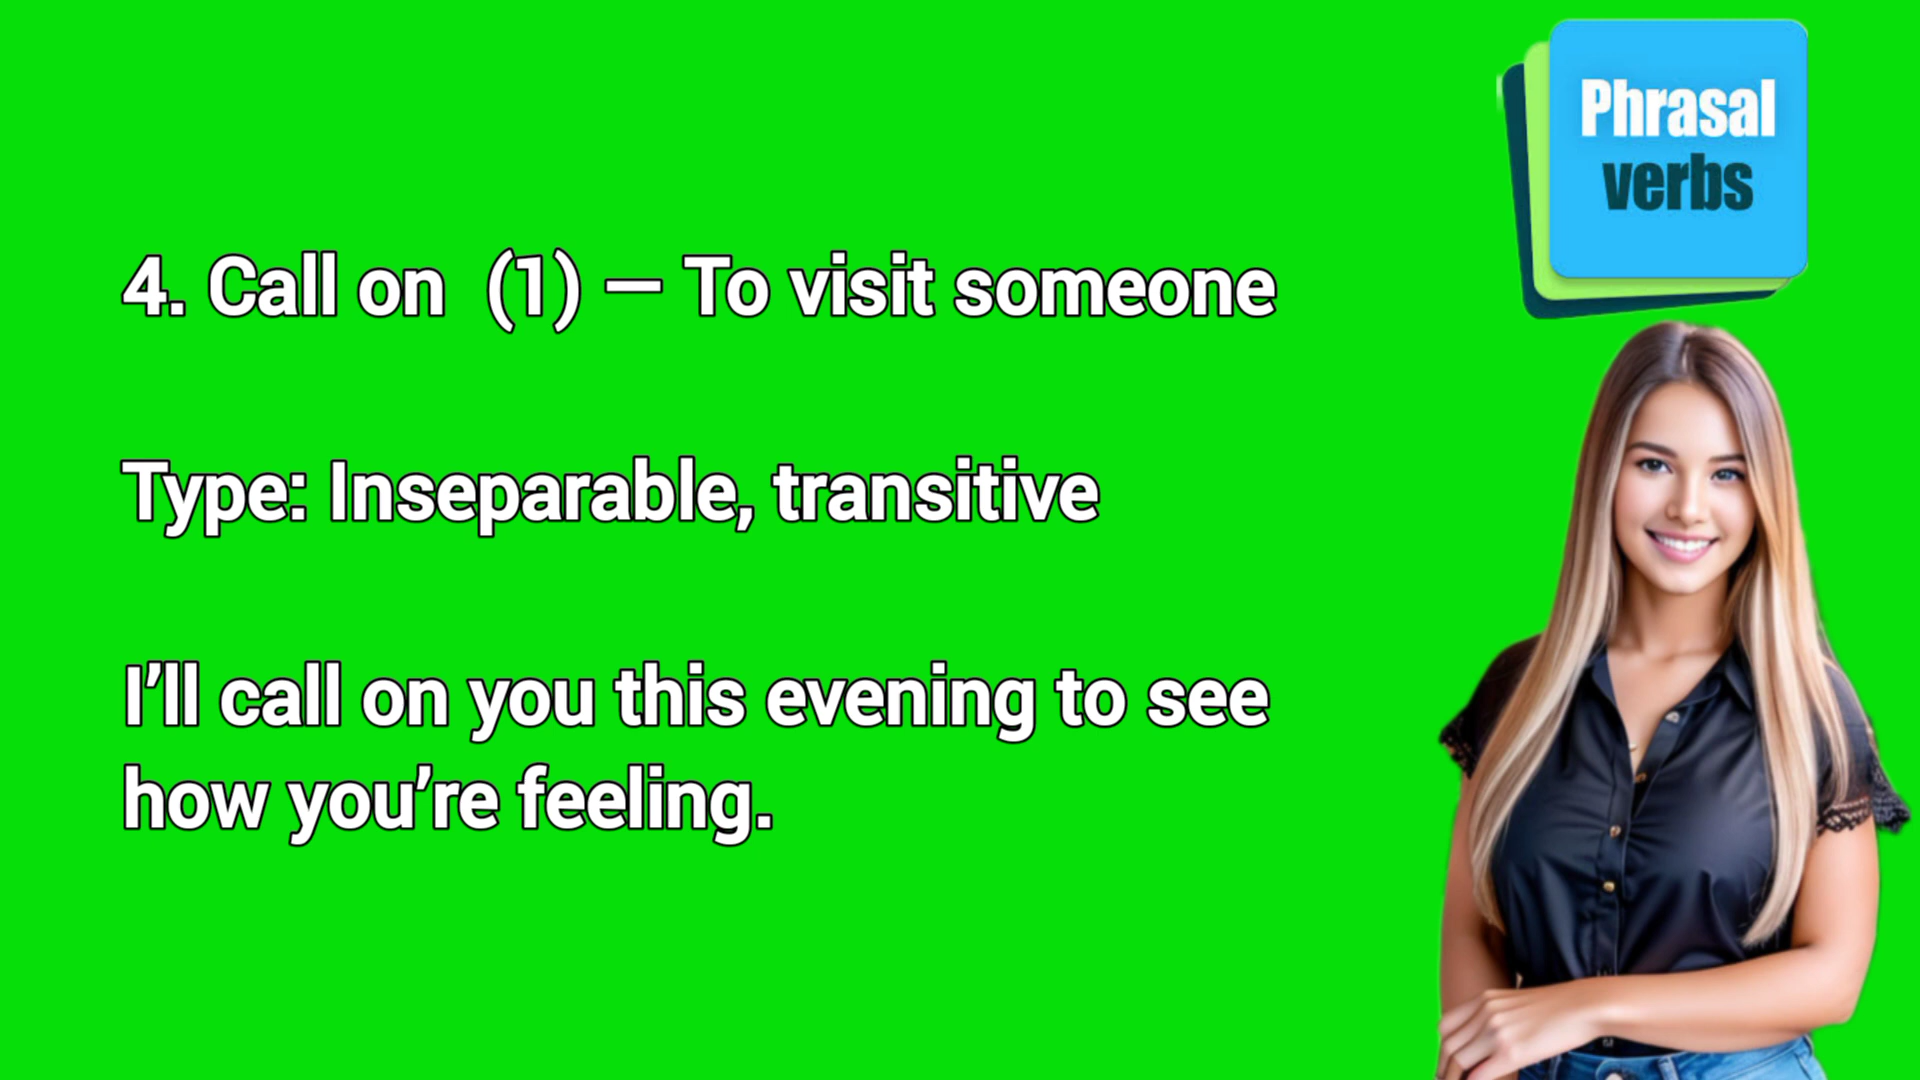 Phrasal
verbs
4. Call on (1) — To visit someone
Type: Inseparable, transitive
I’ll call on you this evening to see
how you’re feeling.